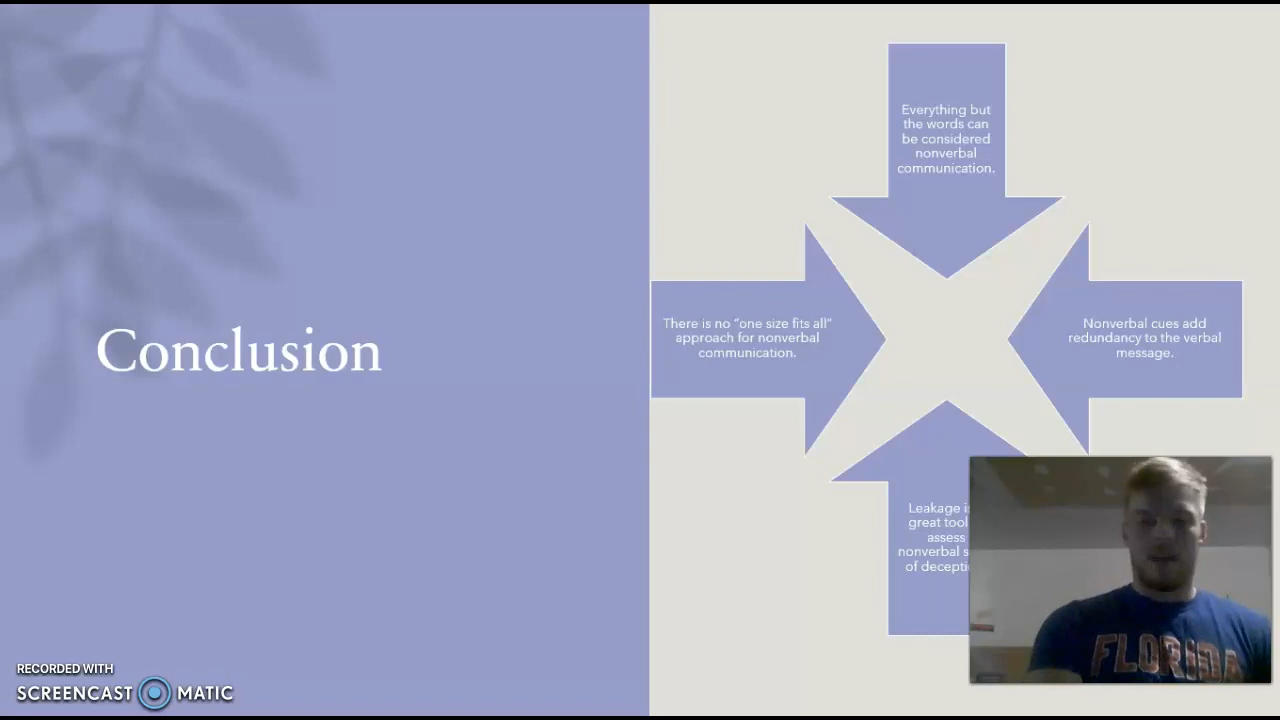 Conclusion
Everything but
the words can
be considered
nonverbal
communication.
There is no "one size fits all"
approach for nonverbal
communication.
Nonverbal cues add
redundancy to the verbal
message.
Leakage
great tool
assess
nonverbal
of
FLORIDA
RECORDED WITH
SCREENCAST MATIC